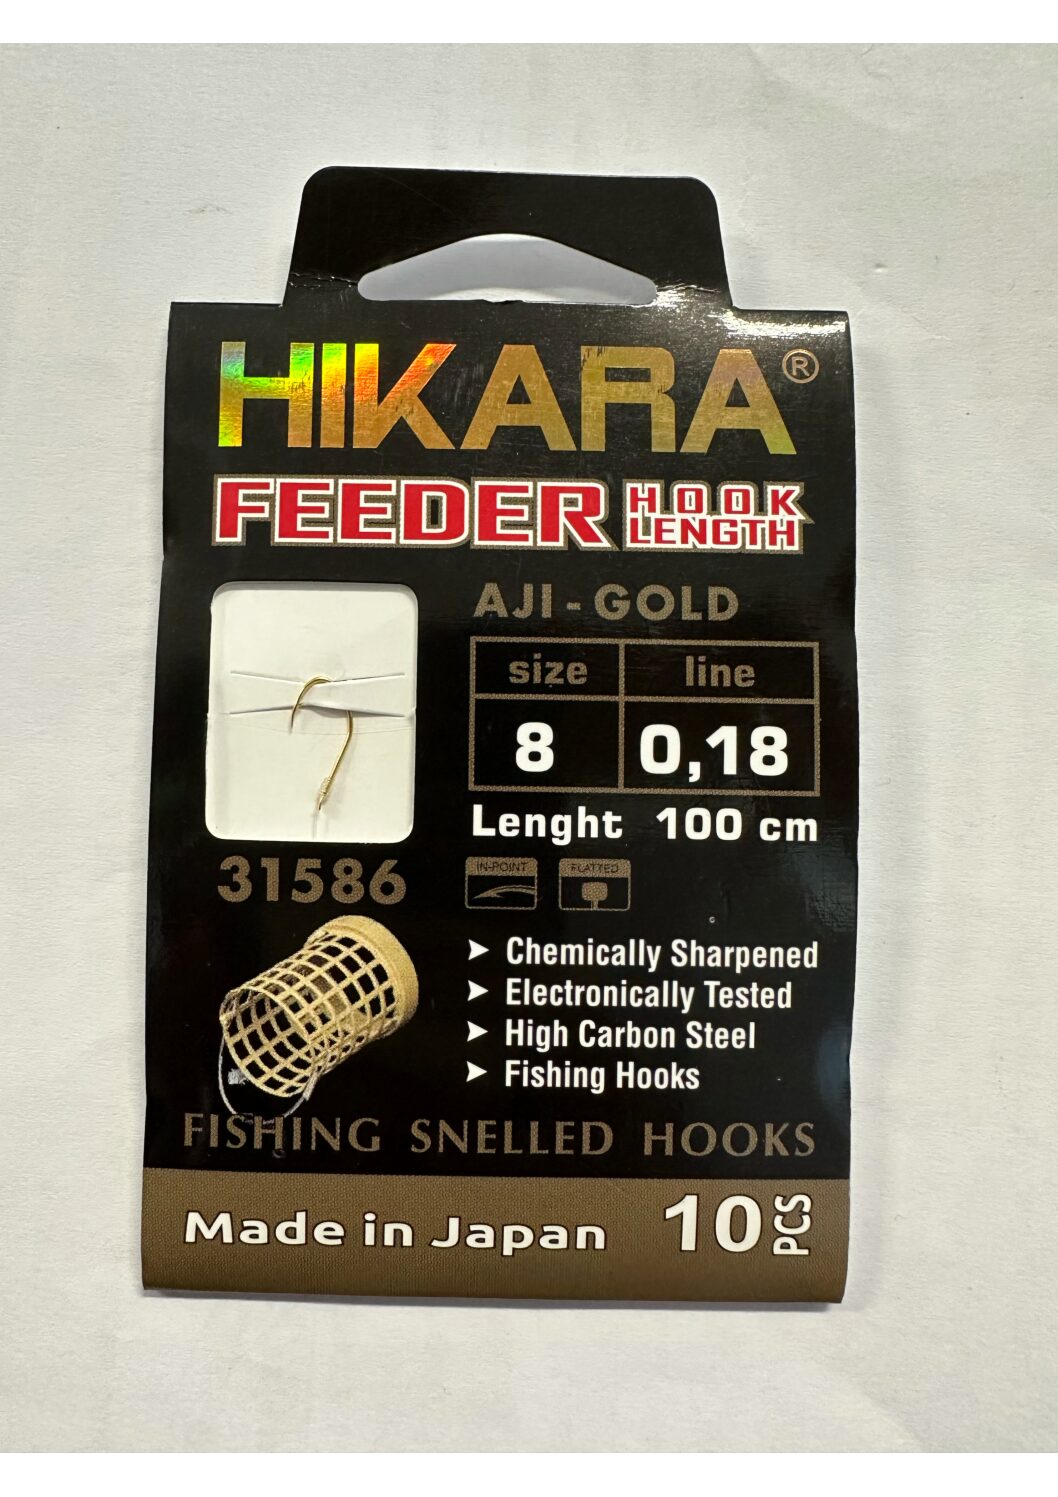 HIKARA®
FEEDER HOOK LENGTH
AJI-GOLD
size line
8 0,18
Lenght 100 cm
31586
IN-POINT FLATTED
Chemically Sharpened
Electronically Tested
High Carbon Steel
Fishing Hooks
FISHING SNELLED HOOKS
Made in Japan 10 PCS